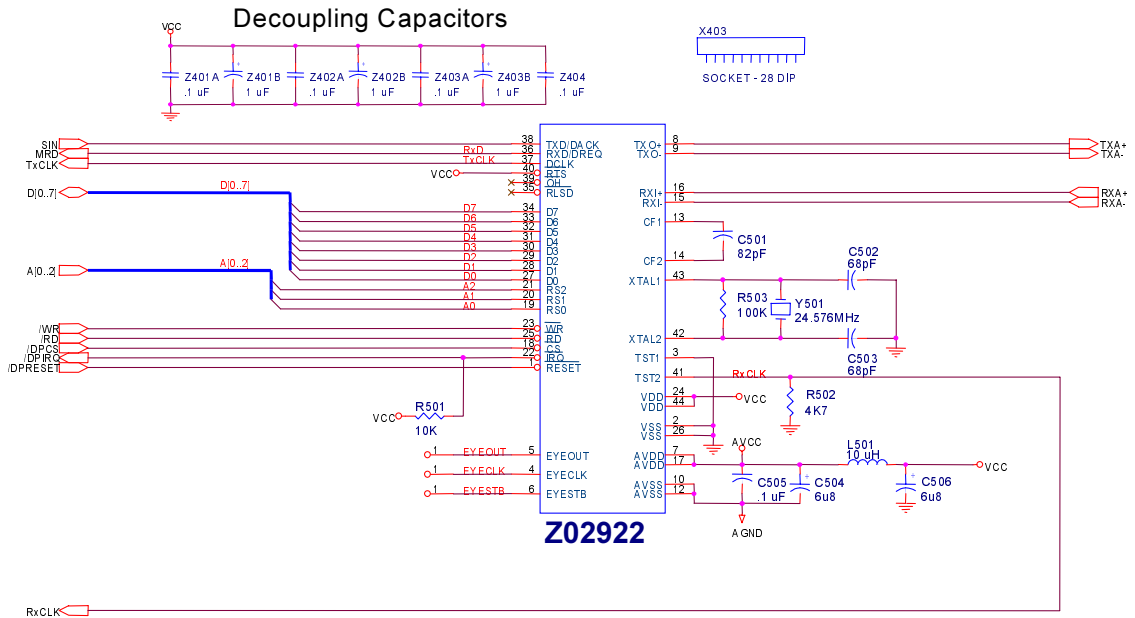 Decoupling Capacitors
VCC
Z401A
.1 uF
Z401B
1 uF
Z402A
.1 uF
Z402B
1 uF
Z403A
.1 uF
Z403B
1 uF
Z404
.1 uF
X403
SOCKET - 28 DIP
SIN
MRD
TxCLK
D[0..7]
A[0..2]
/WR
/RD
/DPCS
/DPIRQ
/DPRESET
RxD
TxCLK
VCC
D[0..7]
D7
D6
D5
D4
D3
D2
D1
D0
A[0..2]
A2
A1
A0
VCC
R501
10K
1 EYEOUT
1 EYECLK
1 EYESTB
38 TXD/DACK
36 RXD/DREQ
37 DCLK
40 RTS
39 OH
35 RLSD
34 D7
33 D6
32 D5
31 D4
30 D3
29 D2
28 D1
27 D0
21 RS2
20 RS1
19 RS0
23 WR
25 RD
18 CS
22 IRQ
1 RESET
5 EYEOUT
4 EYECLK
6 EYESTB
TXO+ 8
TXO- 9
RXI+ 16
RXI- 15
CF1 13
CF2 14
XTAL1 43
XTAL2 42
TST1 3
TST2 41
VDD 24
VDD 44
VSS 2
VSS 26
AVDD 7
AVDD 17
AVSS 10
AVSS 12
Z02922
TXA+
TXA-
RXA+
RXA-
C501
82pF
C502
68pF
R503
100K
Y501
24.576MHz
C503
68pF
RxCLK
R502
4K7
VCC
AVCC
L501
10 uH
VCC
C505
.1 uF
C504
6u8
C506
6u8
AGND
RxCLK